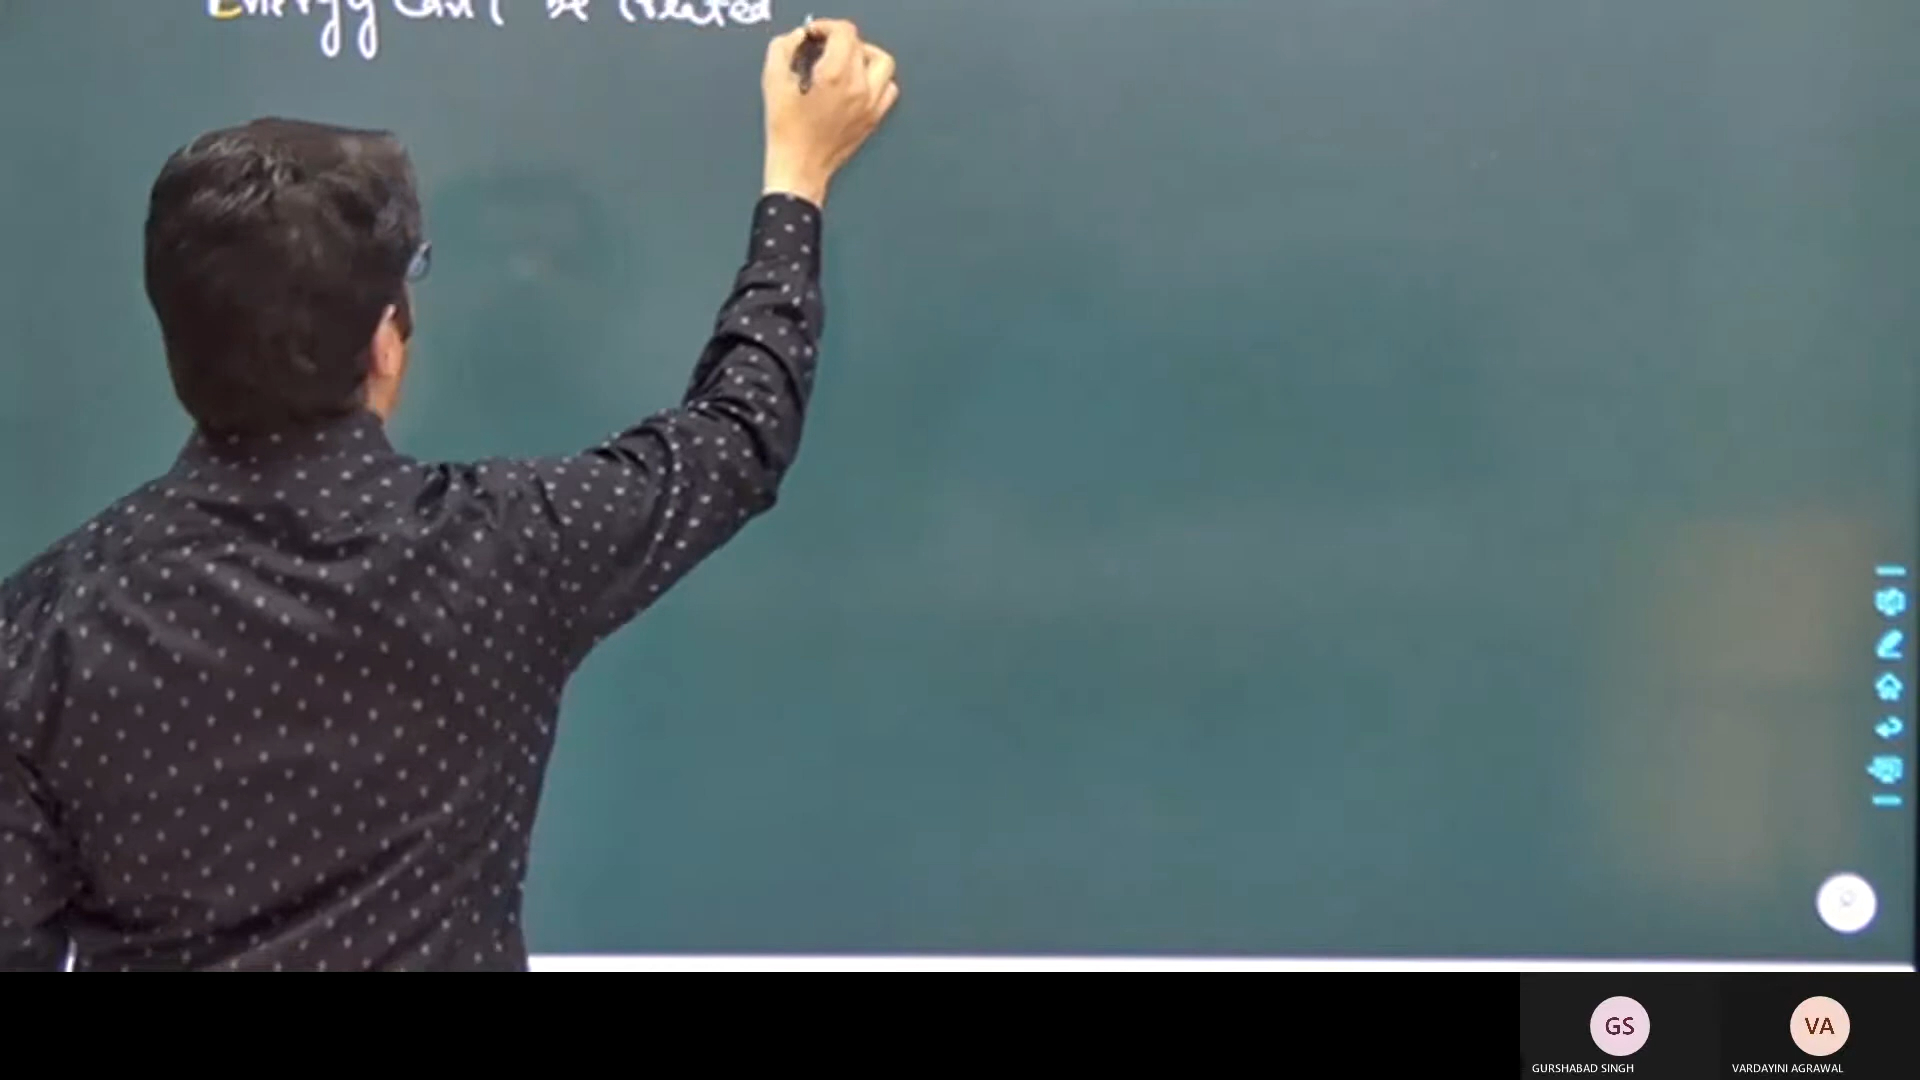 Energy can't be created
GS
VA
GURSHABAD SINGH
VARDAYINI AGRAWAL